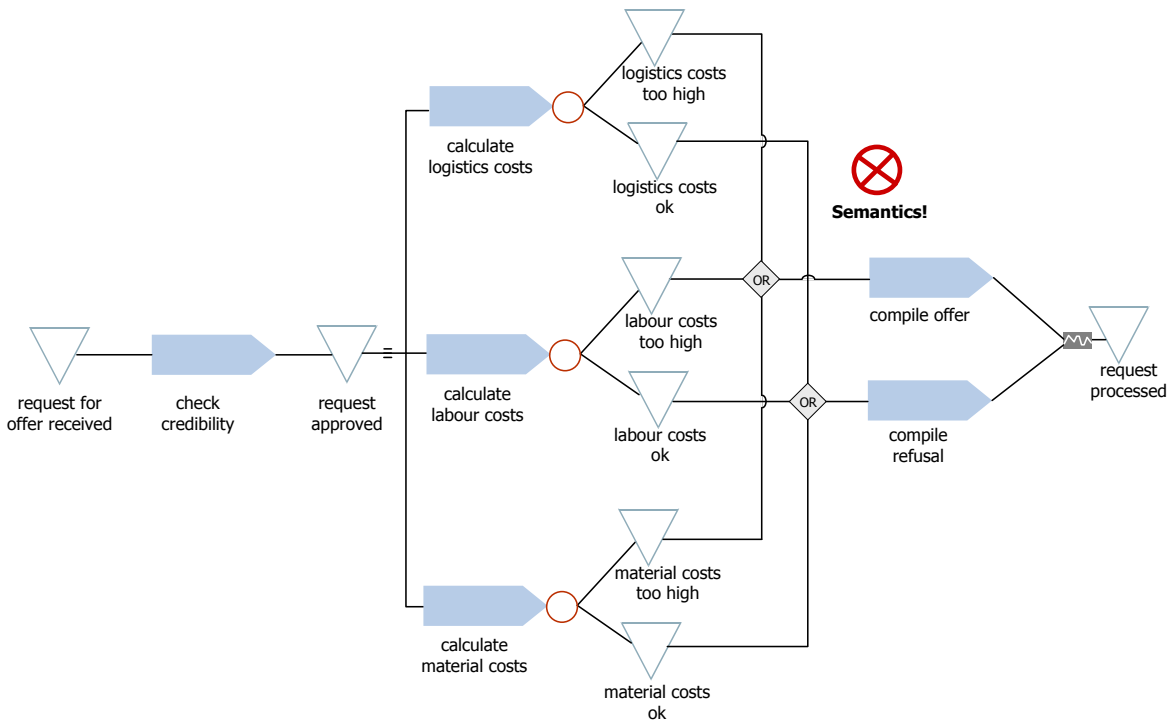 logistics costs
too high
calculate
logistics costs
logistics costs
ok
Semantics!
OR
compile offer
labour costs
too high
request for
offer received
check
credibility
request
approved
calculate
labour costs
OR
labour costs
ok
compile
refusal
request
processed
material costs
too high
calculate
material costs
material costs
ok